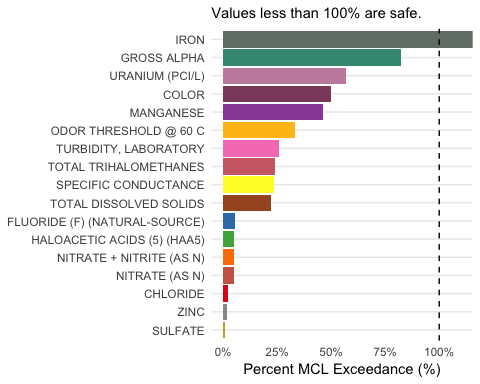 Values less than 100% are safe.
IRON
GROSS ALPHA
URANIUM (PCI/L)
COLOR
MANGANESE
ODOR THRESHOLD @ 60 C
TURBIDITY, LABORATORY
TOTAL TRIHALOMETHANES
SPECIFIC CONDUCTANCE
TOTAL DISSOLVED SOLIDS
FLUORIDE (F) (NATURAL-SOURCE)
HALOACETIC ACIDS (5) (HAA5)
NITRATE + NITRITE (AS N)
NITRATE (AS N)
CHLORIDE
ZINC
SULFATE
0% 25% 50% 75% 100%
Percent MCL Exceedance (%)